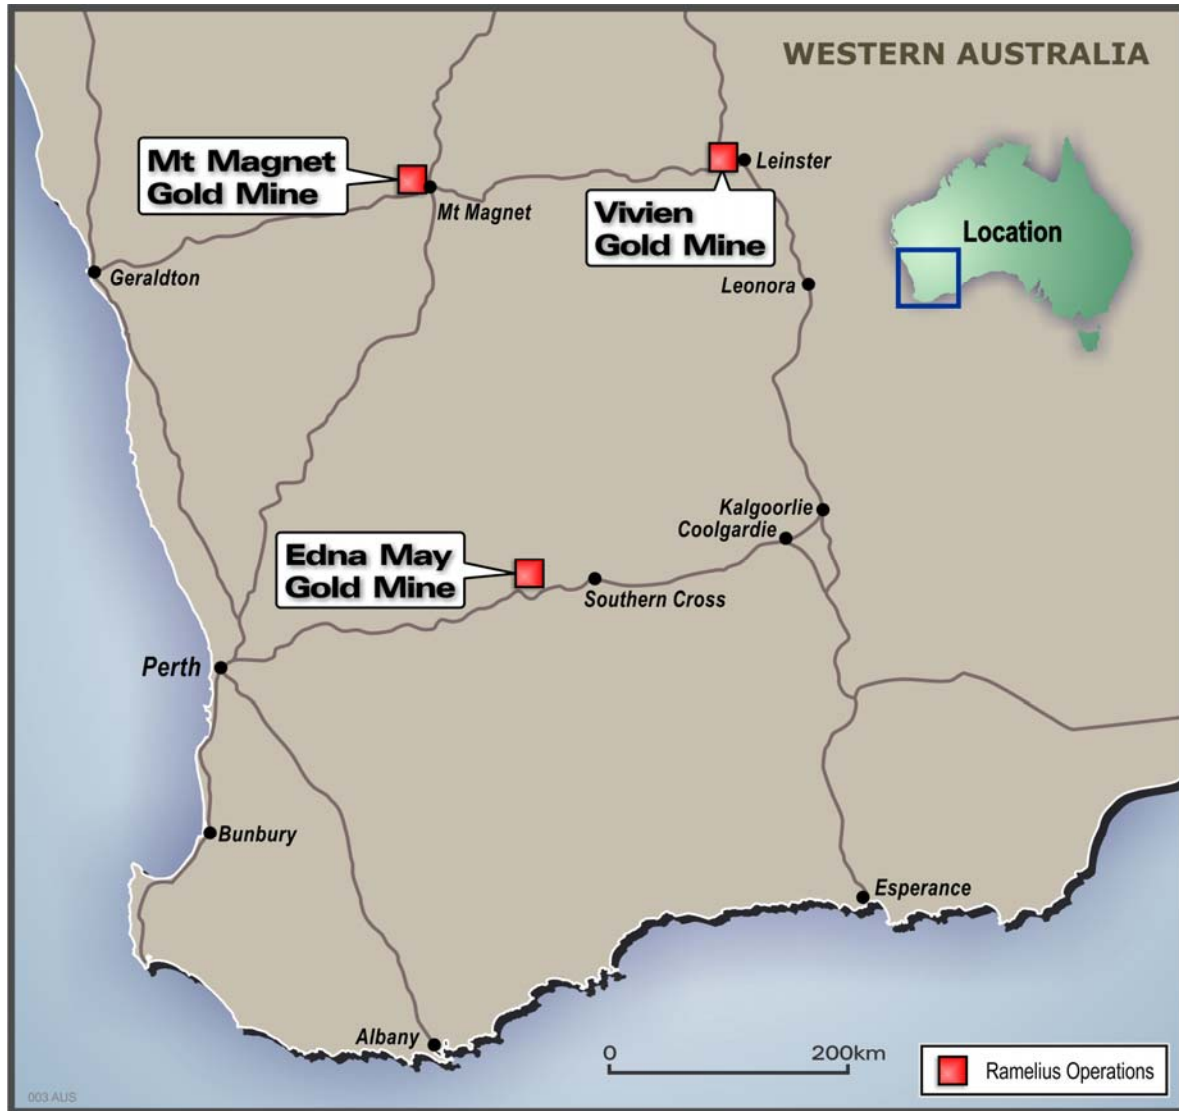 WESTERN AUSTRALIA
Mt Magnet
Gold Mine
Leinster
Mt Magnet
Vivien
Gold Mine
Location
Geraldton
Leonora
Kalgoorlie
Coolgardie
Edna May
Gold Mine
Southern Cross
Perth
Bunbury
Esperance
Albany
0 200km
Ramelius Operations
003 AUS